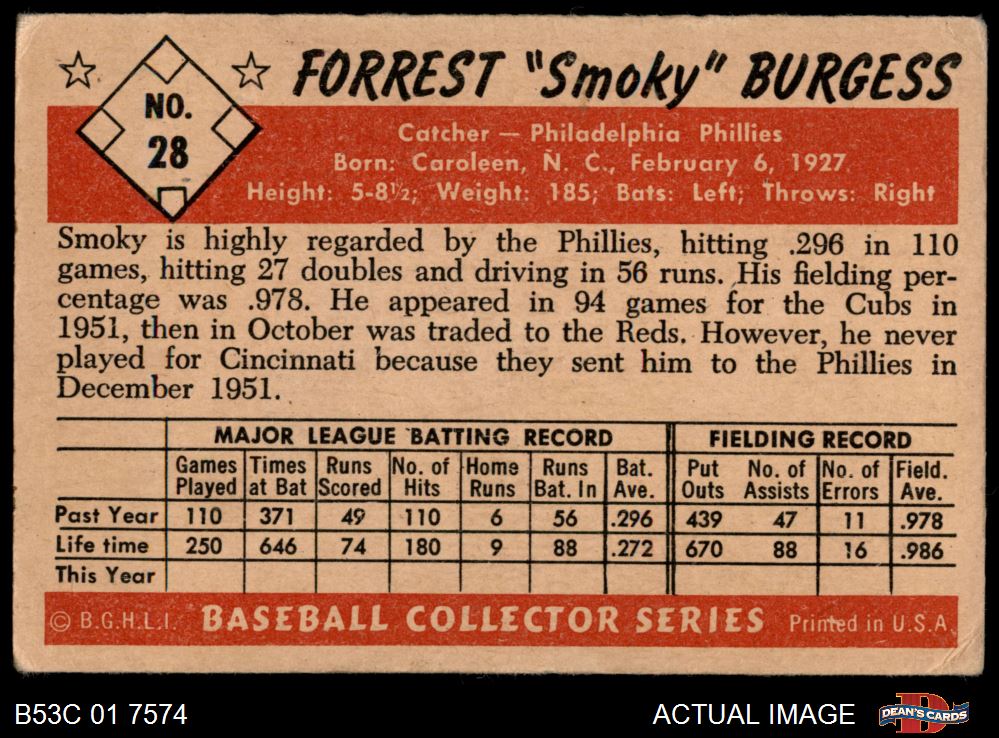 FORREST "Smoky" BURGESS
NO.
28
Catcher — Philadelphia Phillies
Born: Caroleen, N. C., February 6, 1927
Height: 5-8½; Weight: 185; Bats: Left; Throws: Right
Smoky is highly regarded by the Phillies, hitting .296 in 110
games, hitting 27 doubles and driving in 56 runs. His fielding per-
centage was .978. He appeared in 94 games for the Cubs in
1951, then in October was traded to the Reds. However, he never
played for Cincinnati because they sent him to the Phillies in
December 1951.
MAJOR LEAGUE BATTING RECORD FIELDING RECORD
Games Times Runs No. of Home Runs Bat. Put No. of No. of Field.
Played at Bat Scored Hits Runs Bat. In Ave. Outs Assists Errors Ave.
Past Year 110 371 49 110 6 56 .296 439 47 11 .978
Life time 250 646 74 180 9 88 .272 670 88 16 .986
This Year
© B.G.H.L.I. BASEBALL COLLECTOR SERIES Printed in U.S.A.
B53C 01 7574 ACTUAL IMAGE DEAN'S CARDS